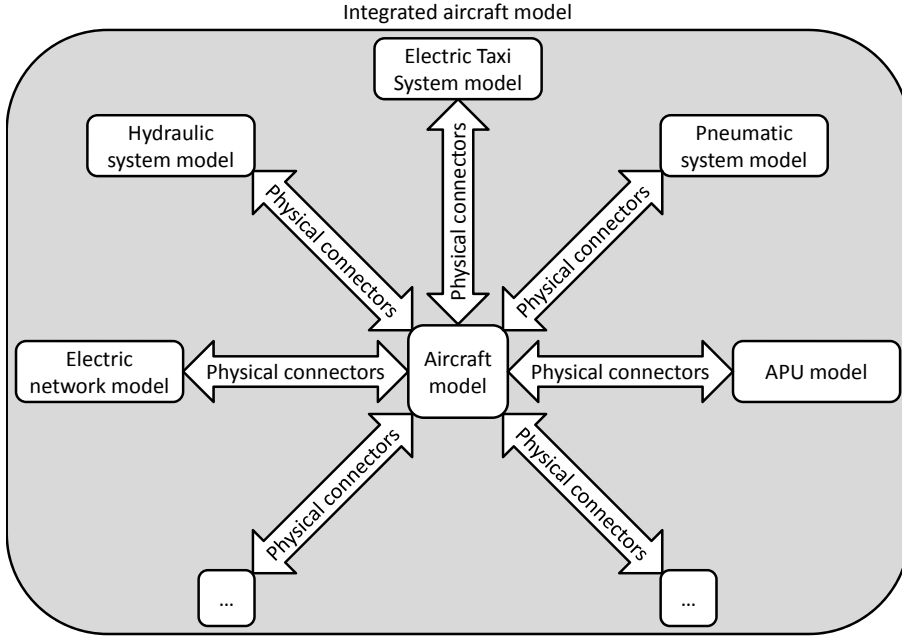 Integrated aircraft model
Electric Taxi
System model
Hydraulic
system model
Pneumatic
system model
Physical connectors
Physical connectors
Physical connectors
Electric
network model
Physical connectors
Aircraft
model
Physical connectors
APU model
Physical connectors
Physical connectors
...
...